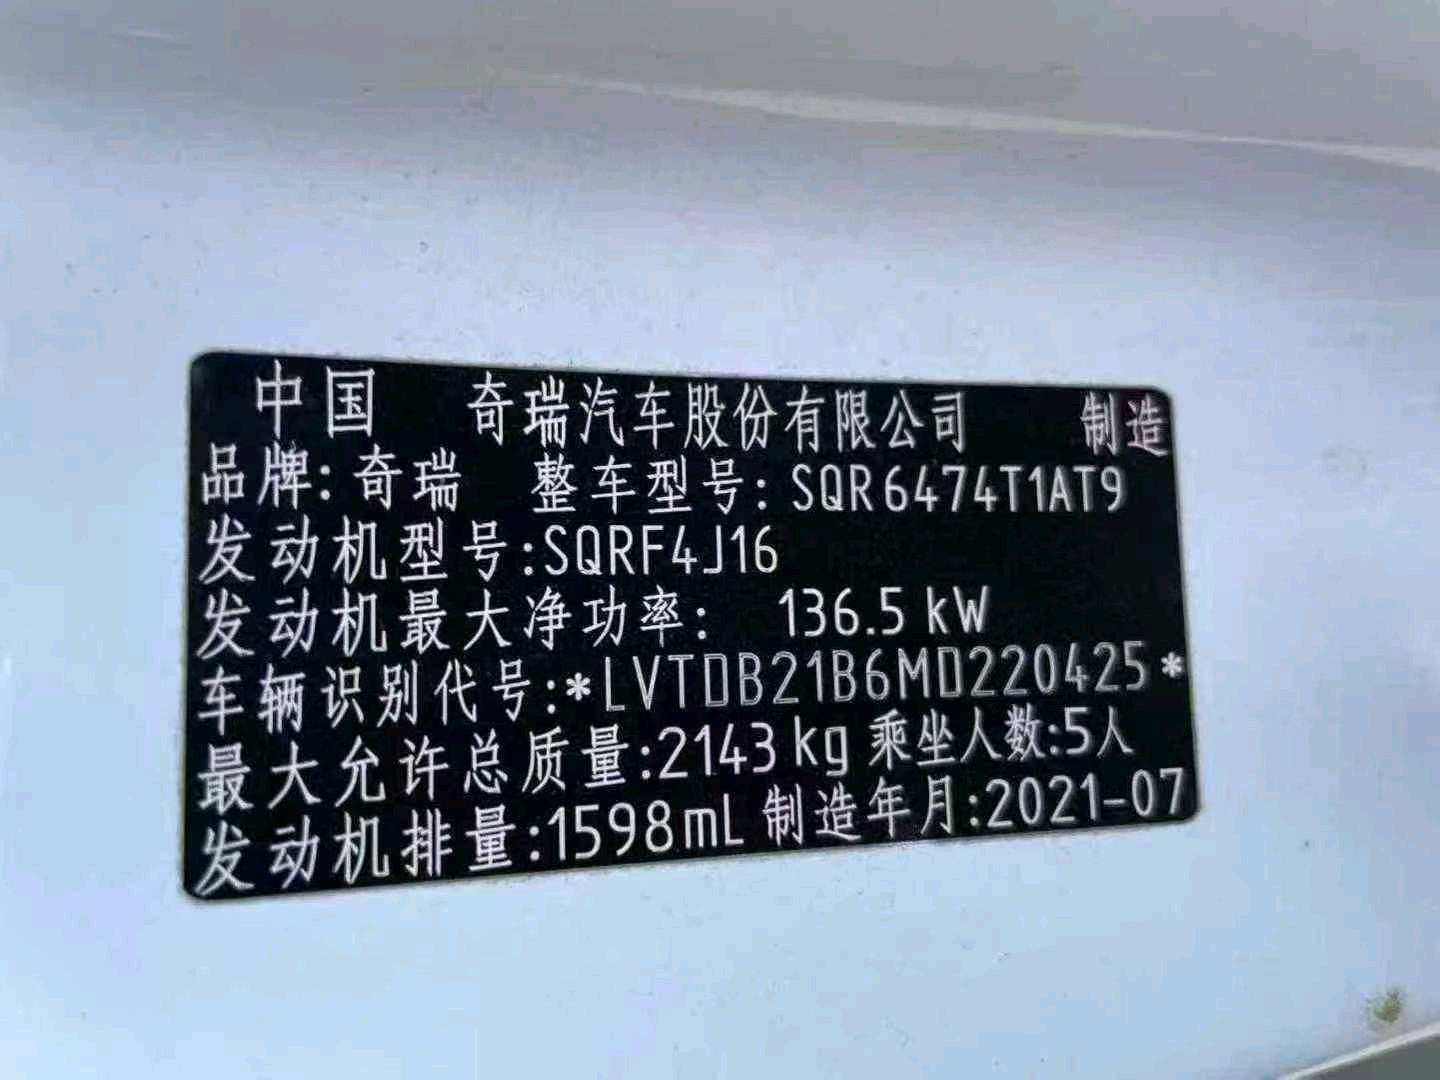 中国 奇瑞汽车股份有限公司 制造
品牌:奇瑞 整车型号:SQR6474T1AT9
发动机型号:SQRF4J16
发动机最大净功率: 136.5 kW
车辆识别代号:*LVTDB21B6MD220425*
最大允许总质量:2143 kg 乘坐人数:5人
发动机排量:1598mL 制造年月:2021-07